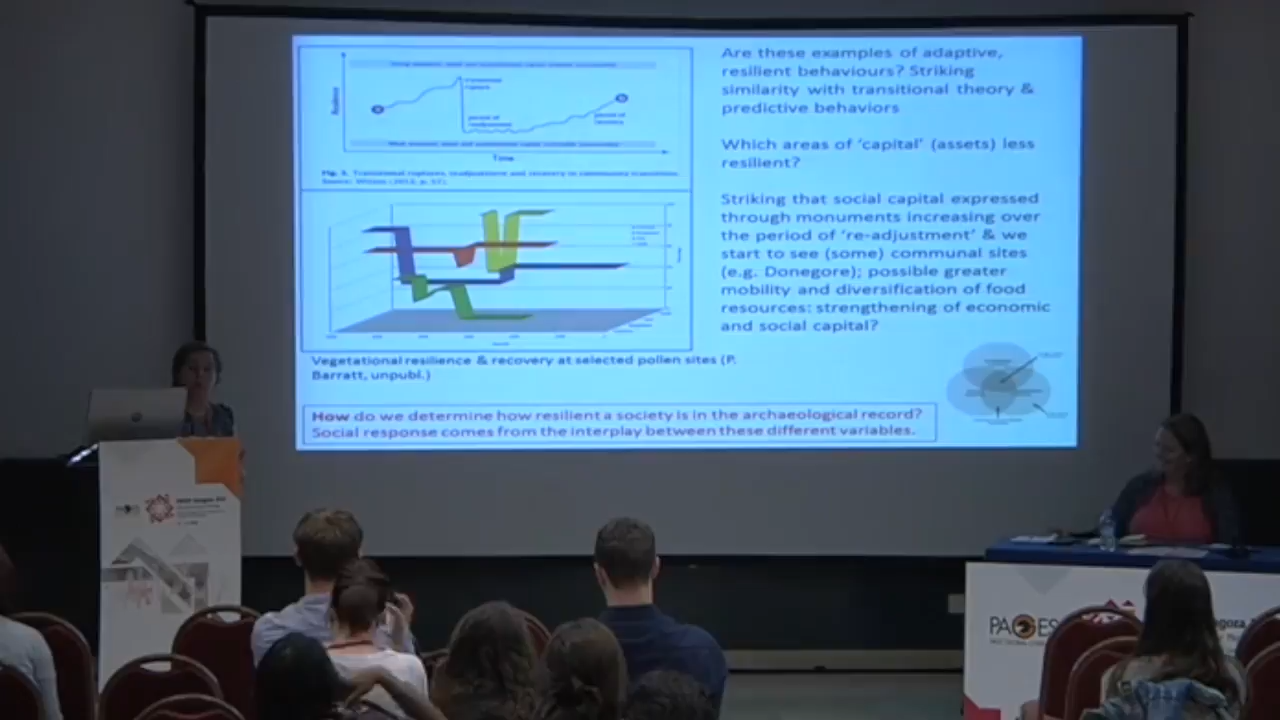 Are these examples of adaptive,
resilient behaviours? Striking
similarity with transitional theory &
predictive behaviors
Which areas of 'capital' (assets) less
resilient?
Striking that social capital expressed
through monuments increasing over
the period of 're-adjustment' & we
start to see (some) communal sites
(e.g. Donegore); possible greater
mobility and diversification of food
resources: strengthening of economic
and social capital?
Time
Vegetational resilience & recovery at selected pollen sites (P.
Barratt, unpubl.)
How do we determine how resilient a society is in the archaeological record?
Social response comes from the interplay between these different variables.
PAGES